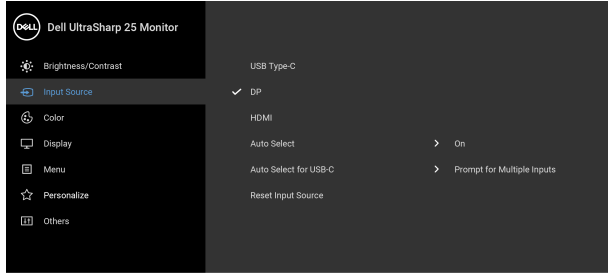 DELL Dell UltraSharp 25 Monitor
Brightness/Contrast
USB Type-C
Input Source
DP
Color
HDMI
Display
Auto Select
On
Menu
Auto Select for USB-C
Prompt for Multiple Inputs
Personalize
Reset Input Source
Others